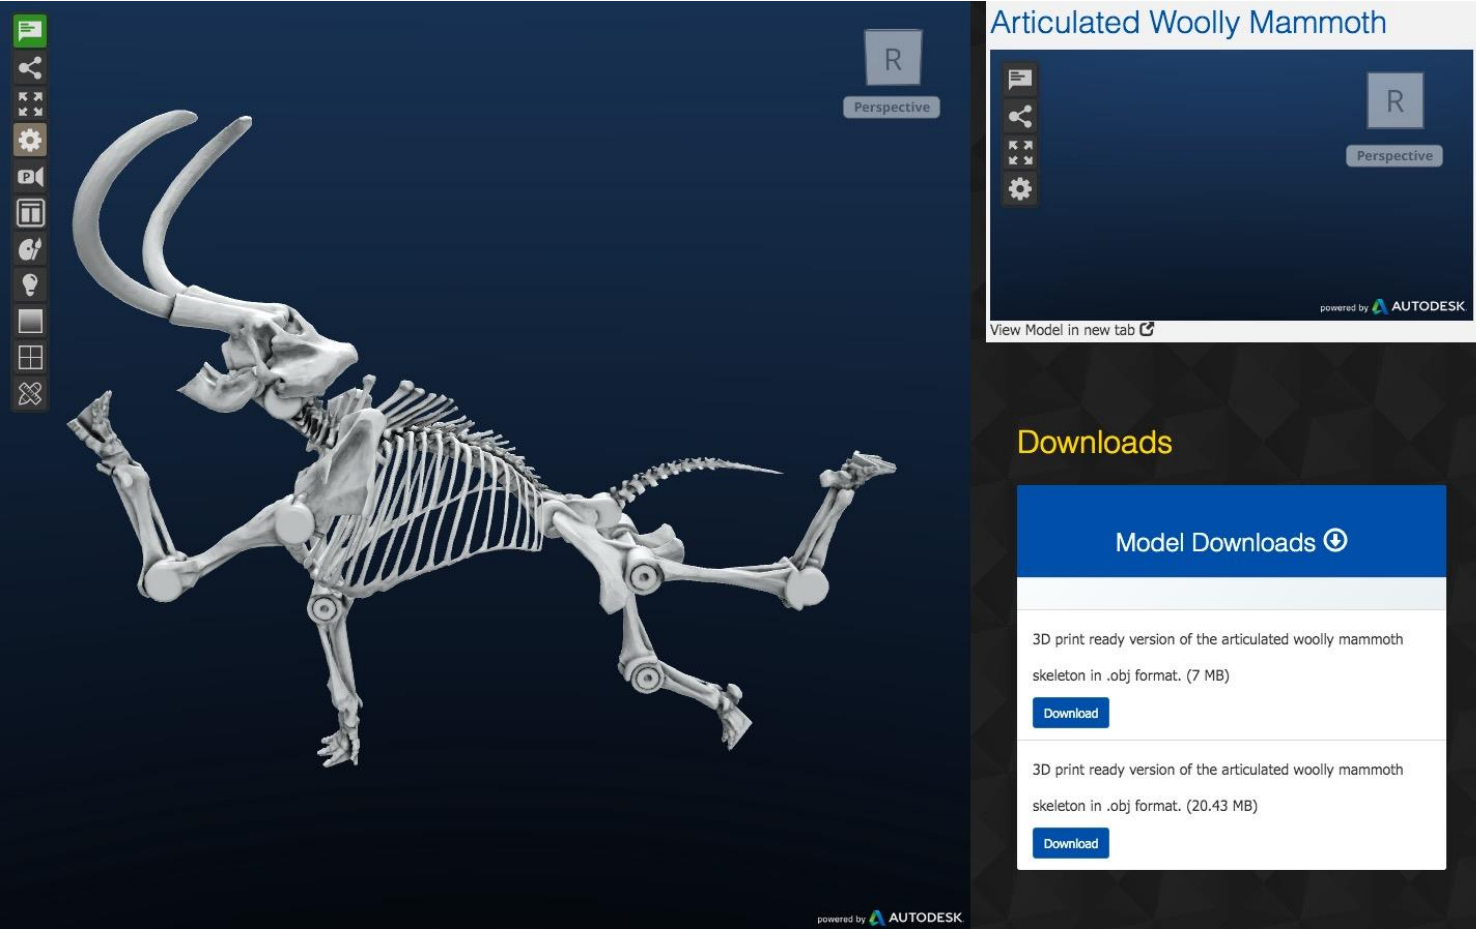 R
Perspective
P
powered by AUTODESK.
Articulated Woolly Mammoth
R
Perspective
powered by AUTODESK.
View Model in new tab
Downloads
Model Downloads
3D print ready version of the articulated woolly mammoth
skeleton in .obj format. (7 MB)
Download
3D print ready version of the articulated woolly mammoth
skeleton in .obj format. (20.43 MB)
Download